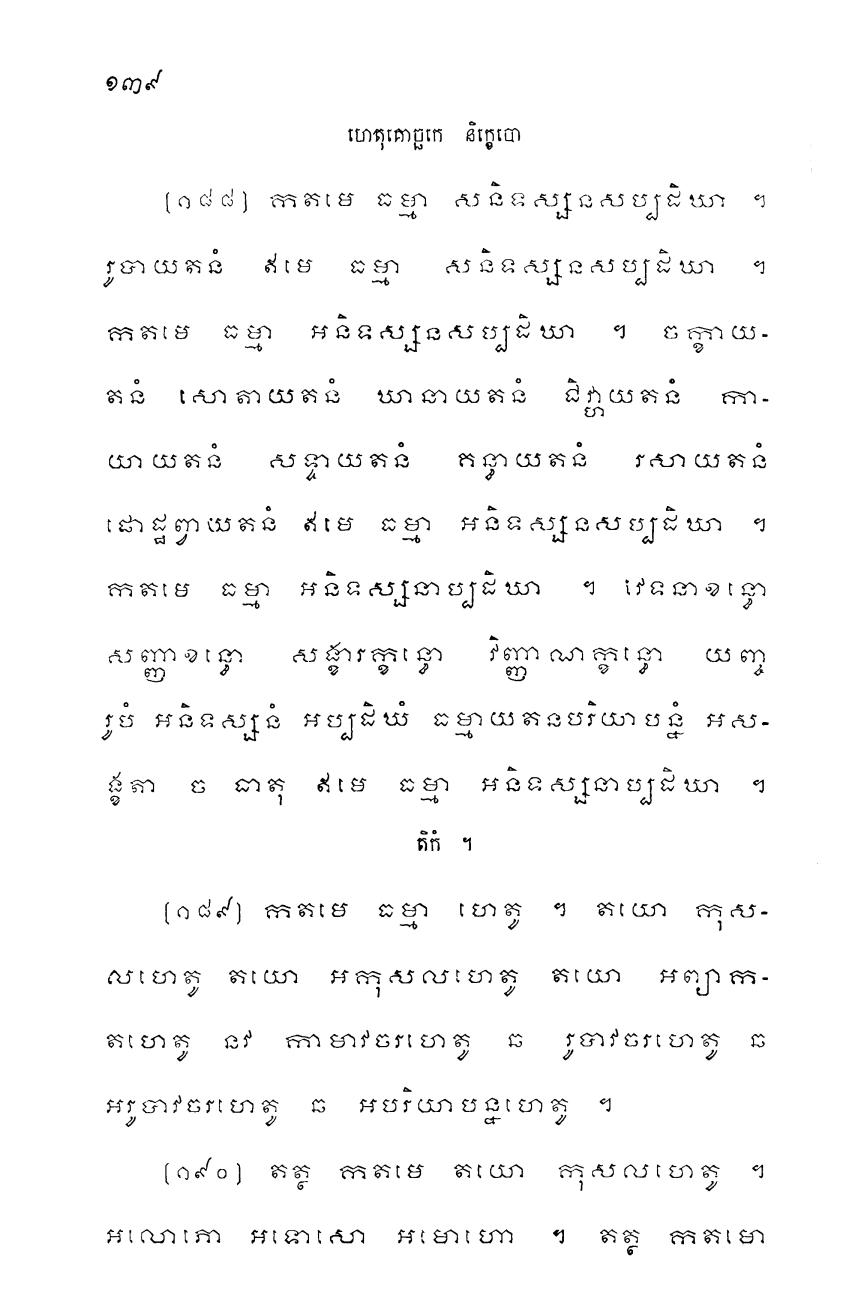 ១៣៩
ហេតុគោច្ឆកេ និក្ខេបោ
[១៨៨] កតមេ ធម្មា សនិទស្សនសប្បដិឃា ។
រូបាយតនំ ឥមេ ធម្មា សនិទស្សនសប្បដិឃា ។
កតមេ ធម្មា អនិទស្សនសប្បដិឃា ។ ចក្ខាយ-
តនំ សោតាយតនំ ឃានាយតនំ ជិវ្ហាយតនំ កា-
យាយតនំ សទ្ទាយតនំ គន្ធាយតនំ រសាយតនំ
ផោដ្ឋព្វាយតនំ ឥមេ ធម្មា អនិទស្សនសប្បដិឃា ។
កតមេ ធម្មា អនិទស្សនាប្បដិឃា ។ វេទនាខន្ធោ
សញ្ញាខន្ធោ សង្ខារក្ខន្ធោ វិញ្ញាណក្ខន្ធោ យញ្ច
រូបំ អនិទស្សនំ អប្បដិឃំ ធម្មាយតនបរិយាបន្នំ អស-
ង្ខតា ច ធាតុ ឥមេ ធម្មា អនិទស្សនាប្បដិឃា ។
តិកំ ។
[១៨៩] កតមេ ធម្មា ហេតូ ។ តយោ កុស-
លហេតូ តយោ អកុសលហេតូ តយោ អព្យាក-
តហេតូ នវ កាមាវចរហេតូ ឆ រូបាវចរហេតូ ឆ
អរូបាវចរហេតូ ឆ អបរិយាបន្នហេតូ ។
[១៩០] តត្ថ កតមេ តយោ កុសលហេតូ ។
អលោភោ អទោសោ អមោហោ ។ តត្ថ កតមោ